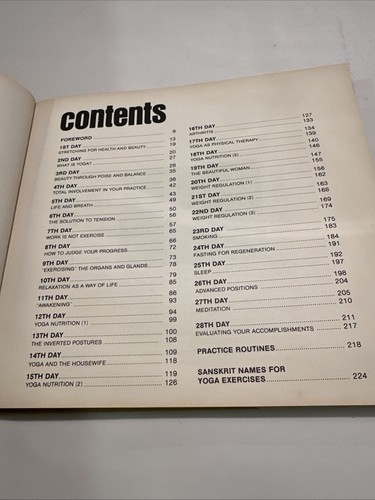 contents
FOREWORD 9
1ST DAY 13
STRETCHING FOR HEALTH AND BEAUTY 19
2ND DAY 20
WHAT IS YOGA? 27
3RD DAY 28
BEAUTY THROUGH POISE AND BALANCE 35
4TH DAY 36
TOTAL INVOLVEMENT IN YOUR PRACTICE 42
5TH DAY 43
LIFE AND BREATH 49
6TH DAY 50
THE SOLUTION TO TENSION 56
7TH DAY 57
WORK IS NOT EXERCISE 65
8TH DAY 66
HOW TO JUDGE YOUR PROGRESS 72
9TH DAY 73
"EXERCISING" THE ORGANS AND GLANDS 78
10TH DAY 79
RELAXATION AS A WAY OF LIFE 85
11TH DAY 86
"AWAKENING" 93
12TH DAY 94
YOGA NUTRITION (1) 99
13TH DAY 100
THE INVERTED POSTURES 108
14TH DAY 109
YOGA AND THE HOUSEWIFE 118
15TH DAY 119
YOGA NUTRITION (2) 126
16TH DAY 127
ARTHRITIS 133
17TH DAY 134
YOGA AS PHYSICAL THERAPY 139
18TH DAY 140
YOGA NUTRITION (3) 146
19TH DAY 147
THE BEAUTIFUL WOMAN 155
20TH DAY 156
WEIGHT REGULATION (1) 162
21ST DAY 163
WEIGHT REGULATION (2) 168
22ND DAY 169
WEIGHT REGULATION (3) 174
23RD DAY 175
SMOKING 183
24TH DAY 184
FASTING FOR REGENERATION 191
25TH DAY 192
SLEEP 197
26TH DAY 198
ADVANCED POSITIONS 204
27TH DAY 205
MEDITATION 210
28TH DAY 211
EVALUATING YOUR ACCOMPLISHMENTS 217
PRACTICE ROUTINES 218
SANSKRIT NAMES FOR
YOGA EXERCISES 224